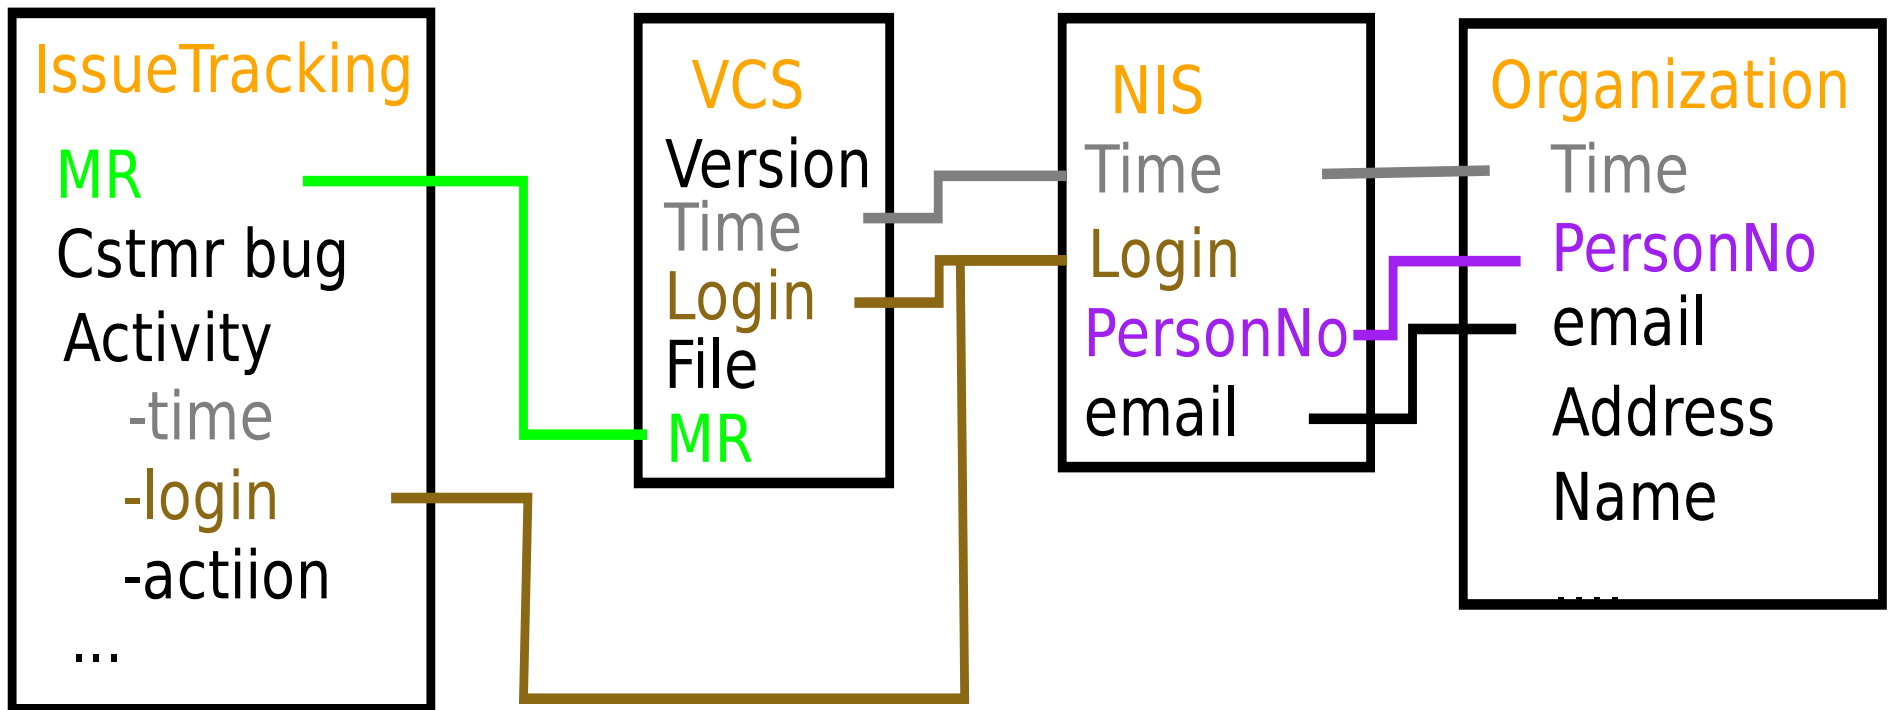 IssueTracking
MR
Cstmr bug
Activity
-time
-login
-actiion
...
VCS
Version
Time
Login
File
MR
NIS
Time
Login
PersonNo
email
Organization
Time
PersonNo
email
Address
Name
....